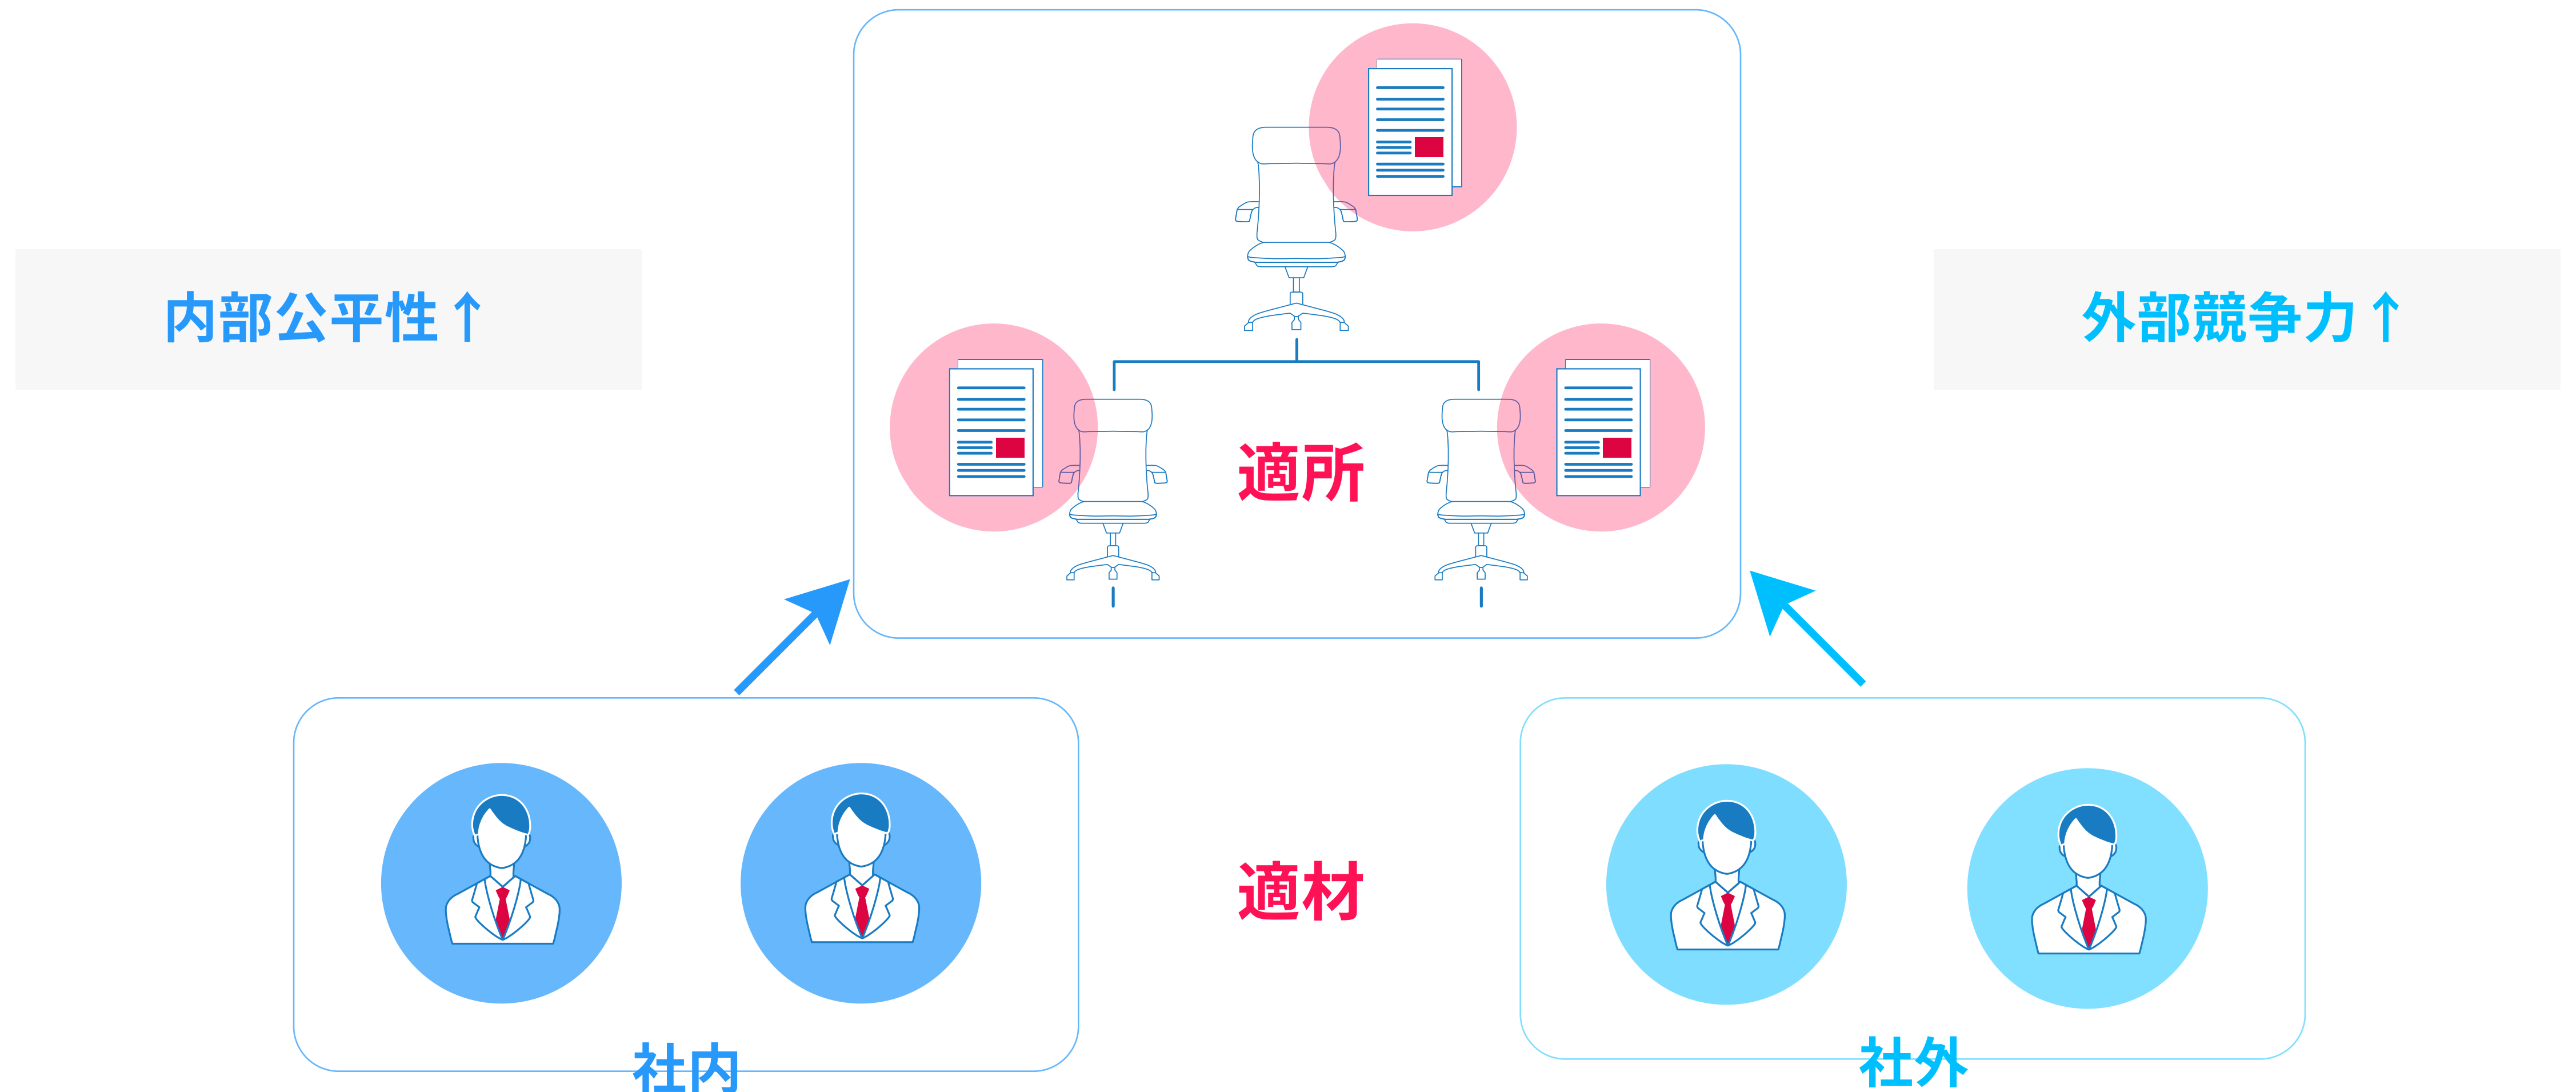 内部公平性↑
外部競争力↑
適所
適材
社内
社外